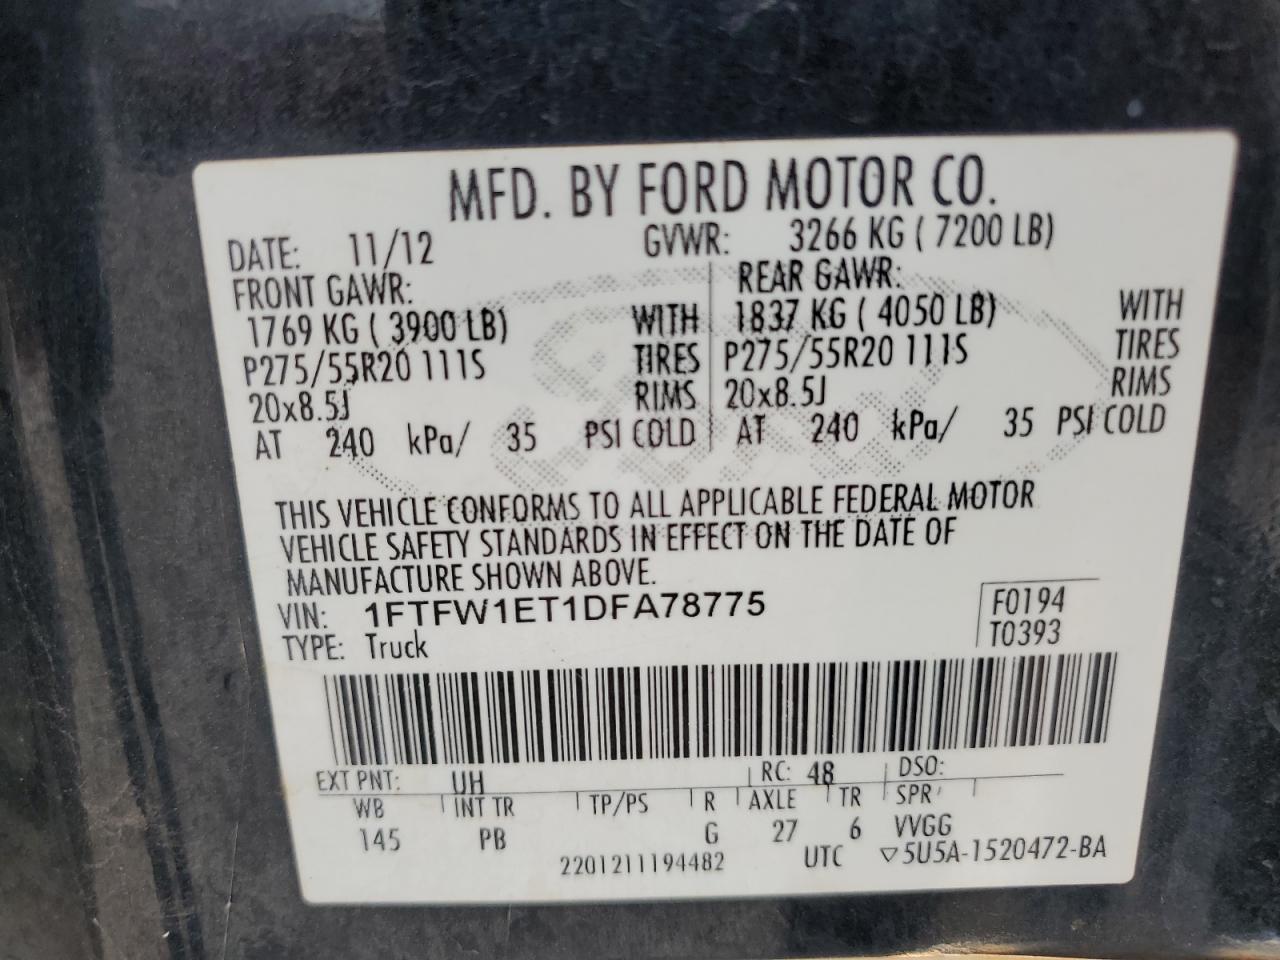 MFD. BY FORD MOTOR CO.
DATE: 11/12 GVWR: 3266 KG ( 7200 LB)
FRONT GAWR: REAR GAWR:
1769 KG ( 3900 LB) WITH 1837 KG ( 4050 LB) WITH
P275/55R20 111S TIRES P275/55R20 111S TIRES
20x8.5J RIMS 20x8.5J RIMS
AT 240 kPa/ 35 PSI COLD AT 240 kPa/ 35 PSI COLD
THIS VEHICLE CONFORMS TO ALL APPLICABLE FEDERAL MOTOR
VEHICLE SAFETY STANDARDS IN EFFECT ON THE DATE OF
MANUFACTURE SHOWN ABOVE.
VIN: 1FTFW1ET1DFA78775 F0194
TYPE: Truck T0393
EXT PNT: UH RC: 48 DSO:
WB INT TR TP/PS R AXLE TR SPR
145 PB G 27 6 VVGG
2201211194482 UTC ▽5U5A-1520472-BA